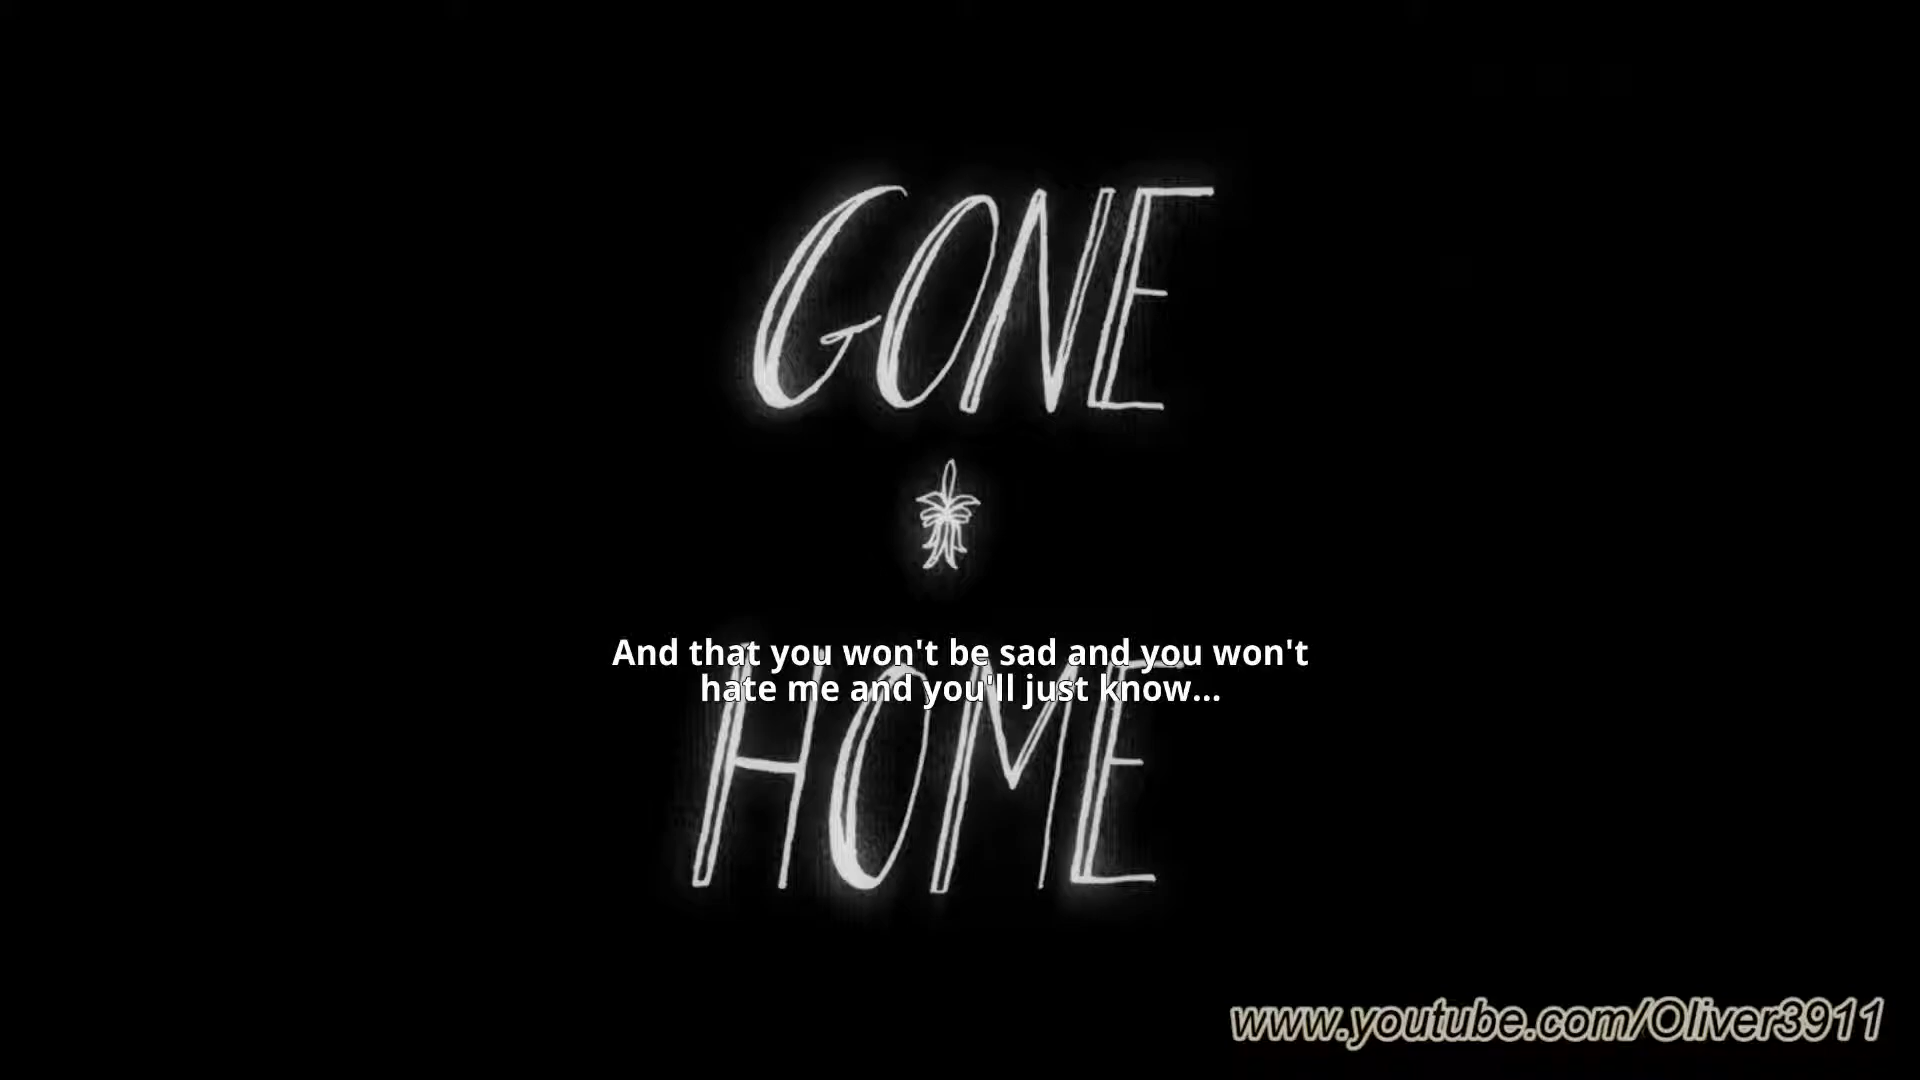 GONE
And that you won't be sad and you won't
hate me and you'll just know...
HOME
www.youtube.com/Oliver3911